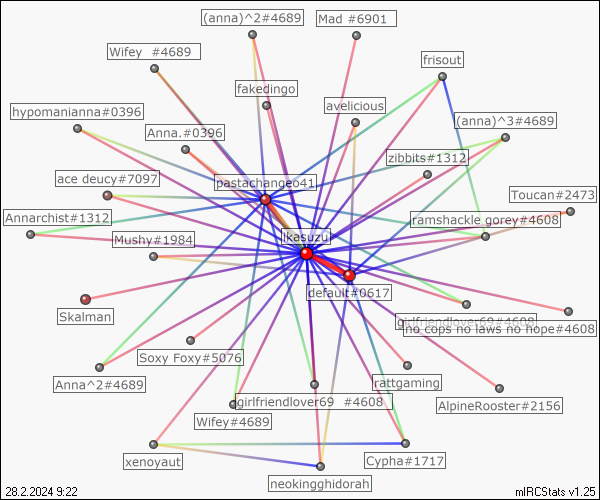 (anna)^2#4689
Mad #6901
Wifey  #4689
frisout
fakedingo
avelicious
hypomanianna#0396
(anna)^3#4689
Anna.#0396
zibbits#1312
ace deucy#7097
pastachangeo41
Toucan#2473
Annarchist#1312
ramshackle gorey#4608
Mushy#1984
ikasuzu
default#0617
Skalman
girlfriendlover69#4608
no cops no laws no hope#4608
Soxy Foxy#5076
Anna^2#4689
rattgaming
girlfriendlover69  #4608
AlpineRooster#2156
Wifey#4689
xenoyaut
Cypha#1717
neokingghidorah
28.2.2024 9:22
mIRCStats v1.25